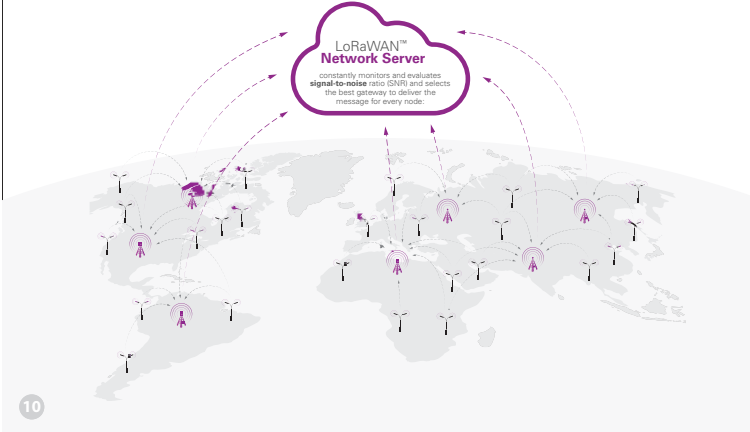 LoRaWAN™
Network Server
constantly monitors and evaluates
signal-to-noise ratio (SNR) and selects
the best gateway to deliver the
message for every node:
10